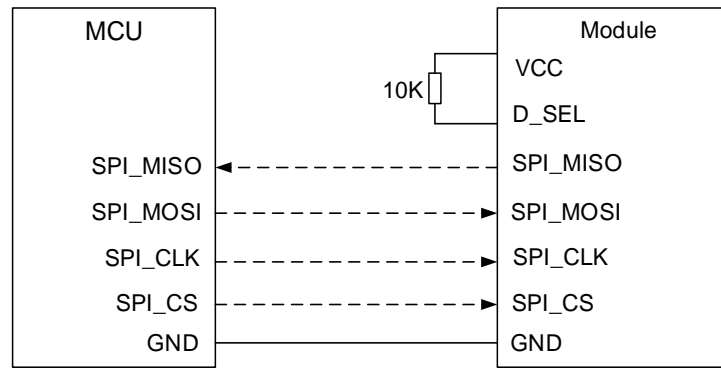 MCU
Module
VCC
10K
D_SEL
SPI_MISO
SPI_MISO
SPI_MOSI
SPI_MOSI
SPI_CLK
SPI_CLK
SPI_CS
SPI_CS
GND
GND